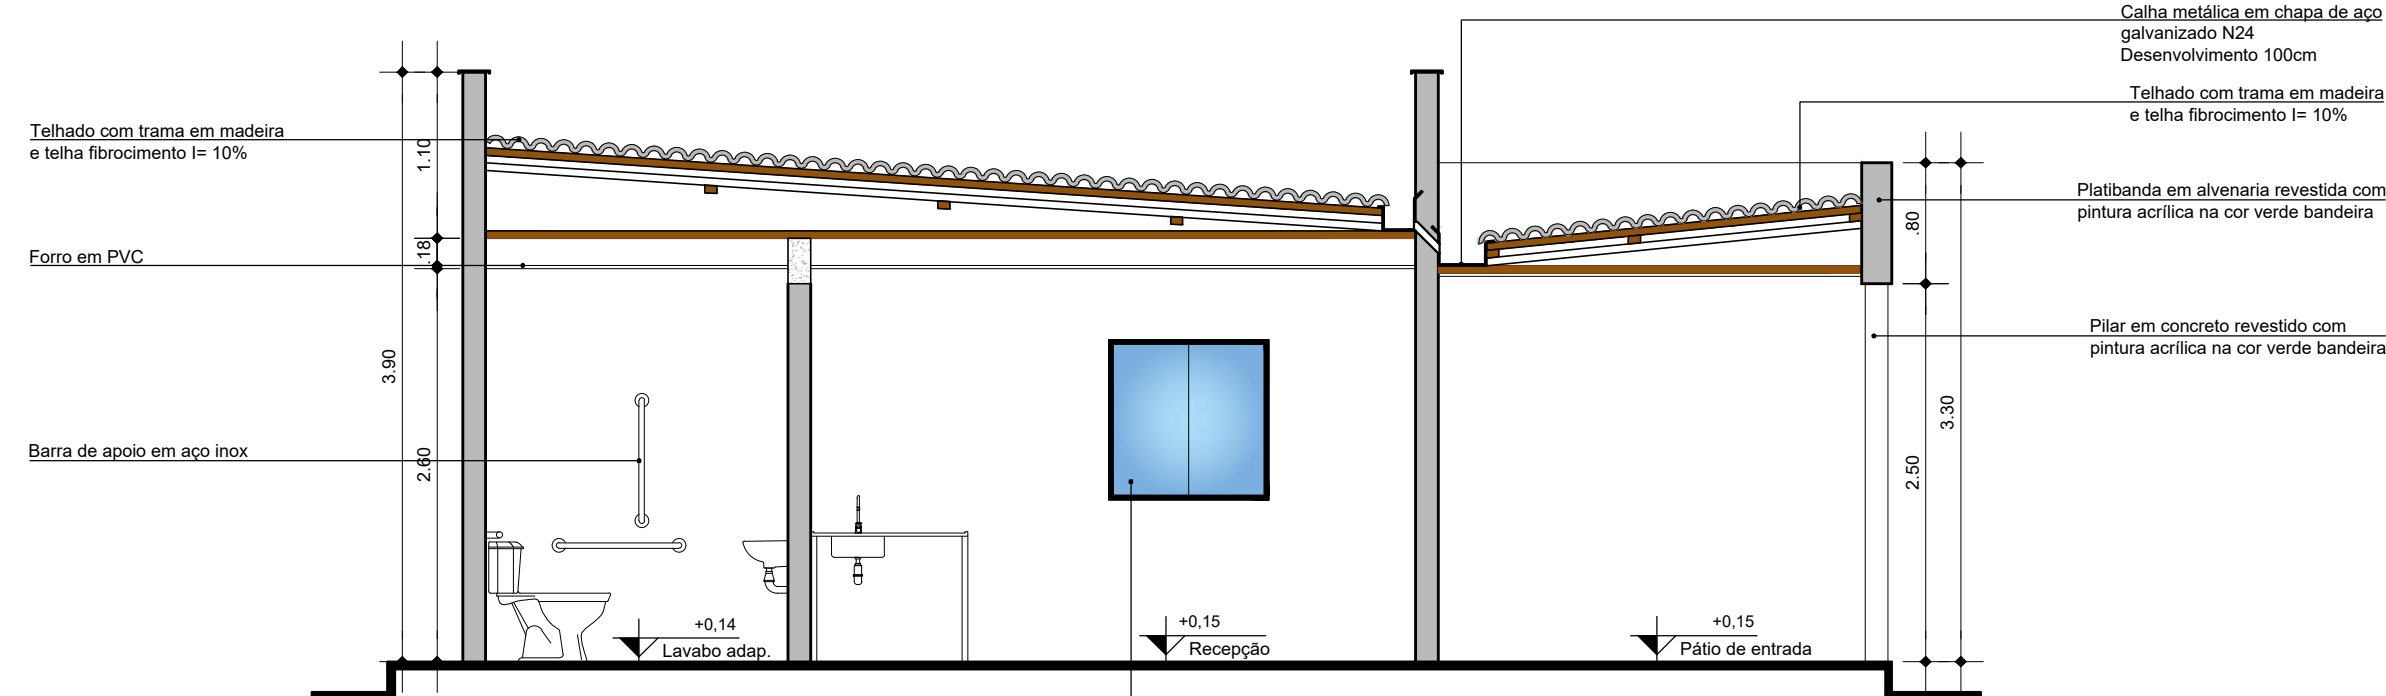 Calha metálica em chapa de aço
galvanizado N24
Desenvolvimento 100cm
Telhado com trama em madeira
e telha fibrocimento I= 10%
Telhado com trama em madeira
e telha fibrocimento I= 10%
1.10
Platibanda em alvenaria revestida com
pintura acrílica na cor verde bandeira
.80
Forro em PVC
.18
Pilar em concreto revestido com
pintura acrílica na cor verde bandeira
3.90
3.30
Barra de apoio em aço inox
2.60
2.50
+0,14
Lavabo adap.
+0,15
Recepção
+0,15
Pátio de entrada